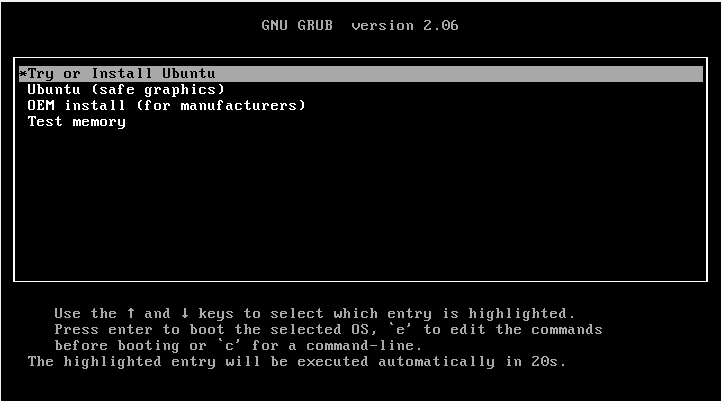 GNU GRUB  version 2.06
*Try or Install Ubuntu
Ubuntu (safe graphics)
OEM install (for manufacturers)
Test memory
Use the ↑ and ↓ keys to select which entry is highlighted.
Press enter to boot the selected OS, `e' to edit the commands
before booting or `c' for a command-line.
The highlighted entry will be executed automatically in 20s.